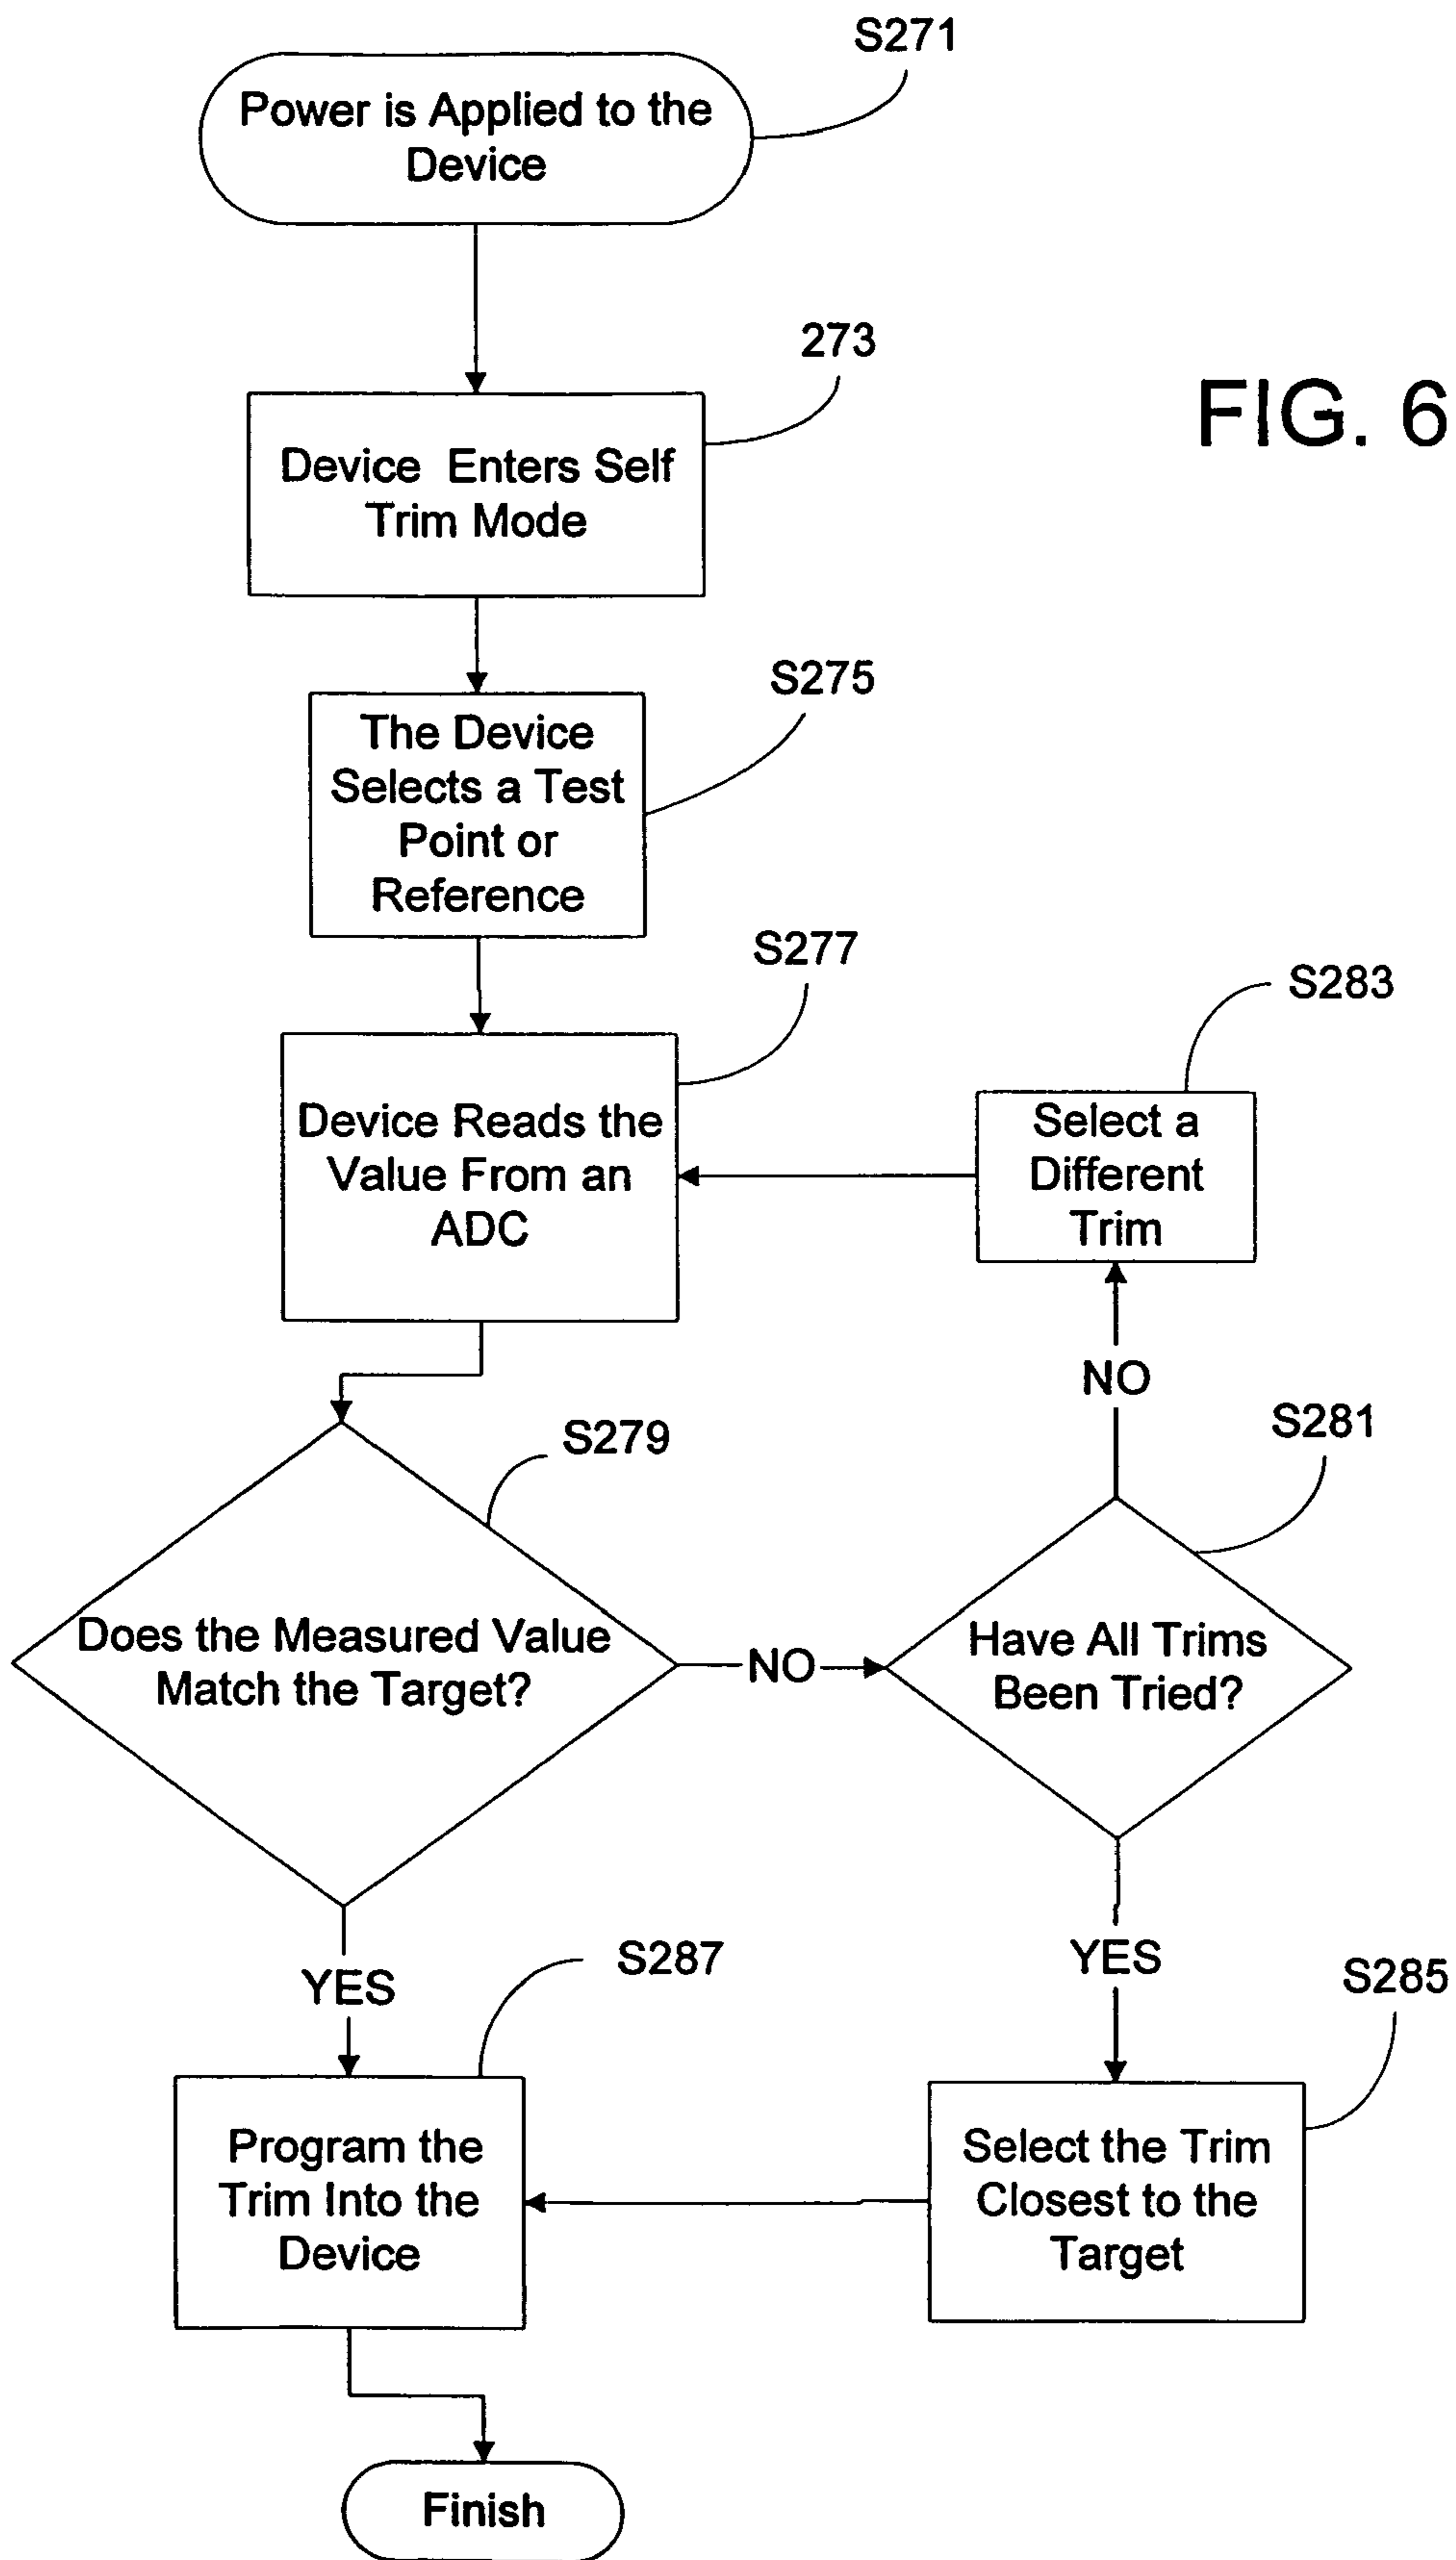 S271
Power is Applied to the
Device
273
FIG. 6
Device Enters Self
Trim Mode
S275
The Device
Selects a Test
Point or
Reference
S277
S283
Device Reads the
Value From an
ADC
Select a
Different
Trim
NO
S279
S281
Does the Measured Value
Match the Target?
NO
Have All Trims
Been Tried?
YES
S287
YES
S285
Program the
Trim Into the
Device
Select the Trim
Closest to the
Target
Finish